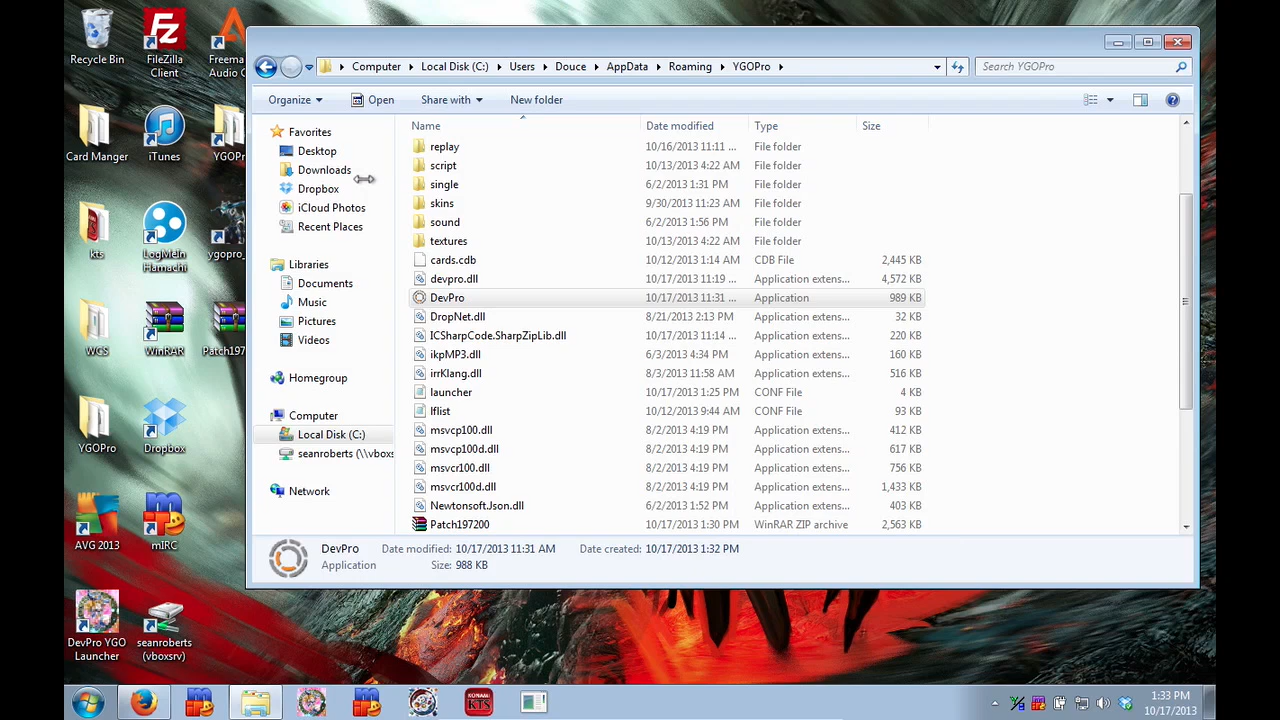 Recycle Bin
FileZilla Client
Freema
Audio C
Card Manger
iTunes
YGOPr
kts
LogMeIn Hamachi
ygopro_
WCS
WinRAR
Patch197
YGOPro
Dropbox
AVG 2013
mIRC
DevPro YGO Launcher
seanroberts (vboxsrv)
Computer Local Disk (C:) Users Douce AppData Roaming YGOPro
Search YGOPro
Organize Open Share with New folder
Favorites
Desktop
Downloads
Dropbox
iCloud Photos
Recent Places
Libraries
Documents
Music
Pictures
Videos
Homegroup
Computer
Local Disk (C:)
seanroberts (\\vboxs
Network
Name Date modified Type Size
replay 10/16/2013 11:11 ... File folder
script 10/13/2013 4:22 AM File folder
single 6/2/2013 1:31 PM File folder
skins 9/30/2013 11:23 AM File folder
sound 6/2/2013 1:56 PM File folder
textures 10/13/2013 4:22 AM File folder
cards.cdb 10/12/2013 1:14 AM CDB File 2,445 KB
devpro.dll 10/17/2013 11:19 ... Application extens... 4,572 KB
DevPro 10/17/2013 11:31 ... Application 989 KB
DropNet.dll 8/21/2013 2:13 PM Application extens... 32 KB
ICSharpCode.SharpZipLib.dll 10/17/2013 11:14 ... Application extens... 220 KB
ikpMP3.dll 6/3/2013 4:34 PM Application extens... 160 KB
irrKlang.dll 8/3/2013 11:58 AM Application extens... 516 KB
launcher 10/17/2013 1:25 PM CONF File 4 KB
lflist 10/12/2013 9:44 AM CONF File 93 KB
msvcp100.dll 8/2/2013 4:19 PM Application extens... 412 KB
msvcp100d.dll 8/2/2013 4:19 PM Application extens... 617 KB
msvcr100.dll 8/2/2013 4:19 PM Application extens... 756 KB
msvcr100d.dll 8/2/2013 4:19 PM Application extens... 1,433 KB
Newtonsoft.Json.dll 6/2/2013 1:52 PM Application extens... 403 KB
Patch197200 10/17/2013 1:30 PM WinRAR ZIP archive 2,563 KB
DevPro Date modified: 10/17/2013 11:31 AM Date created: 10/17/2013 1:32 PM
Application Size: 988 KB
KONAMI
KTS
1:33 PM
10/17/2013